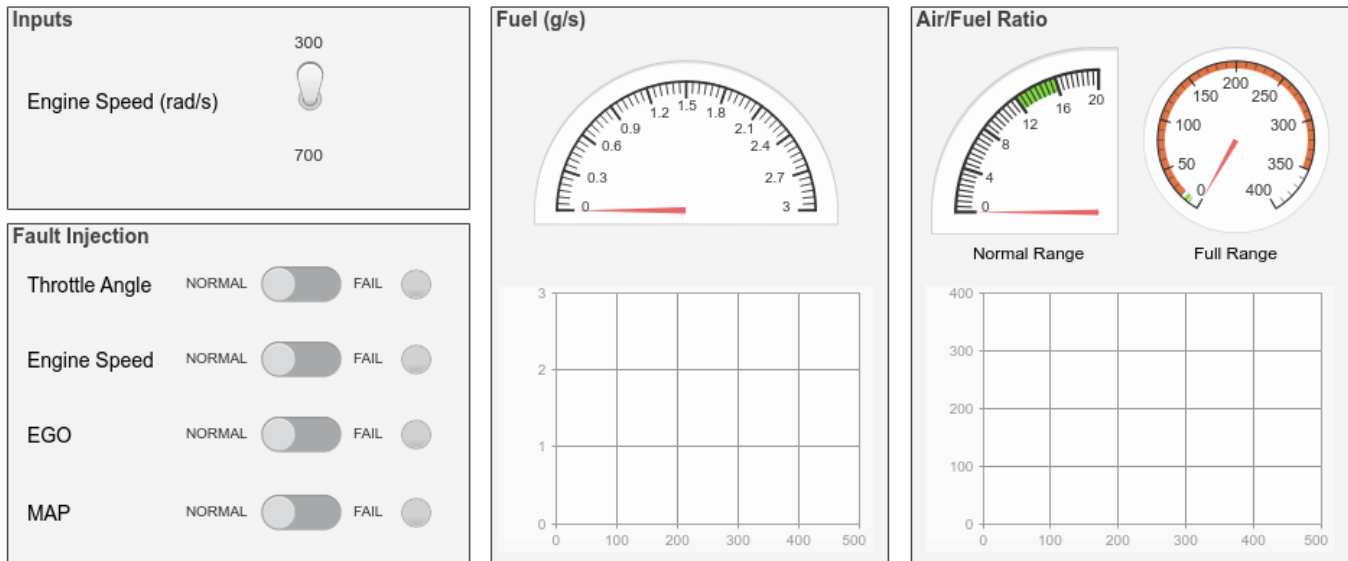 Inputs
300
Engine Speed (rad/s)
700
Fault Injection
Throttle Angle NORMAL FAIL
Engine Speed NORMAL FAIL
EGO NORMAL FAIL
MAP NORMAL FAIL
Fuel (g/s)
0 0.3 0.6 0.9 1.2 1.5 1.8 2.1 2.4 2.7 3
3
2
1
0
0 100 200 300 400 500
Air/Fuel Ratio
0 4 8 12 16 20
Normal Range
0 50 100 150 200 250 300 350 400
Full Range
400
300
200
100
0
0 100 200 300 400 500